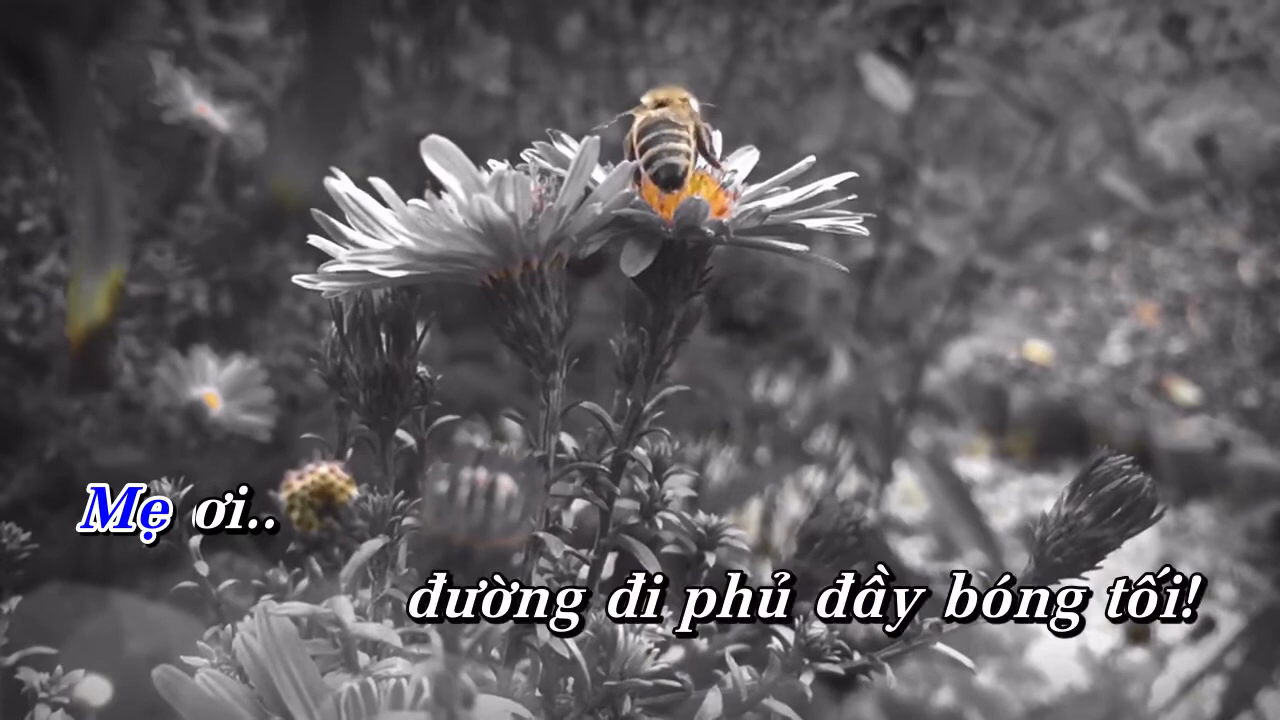 Mẹ ơi..
đường đi phủ đầy bóng tối!